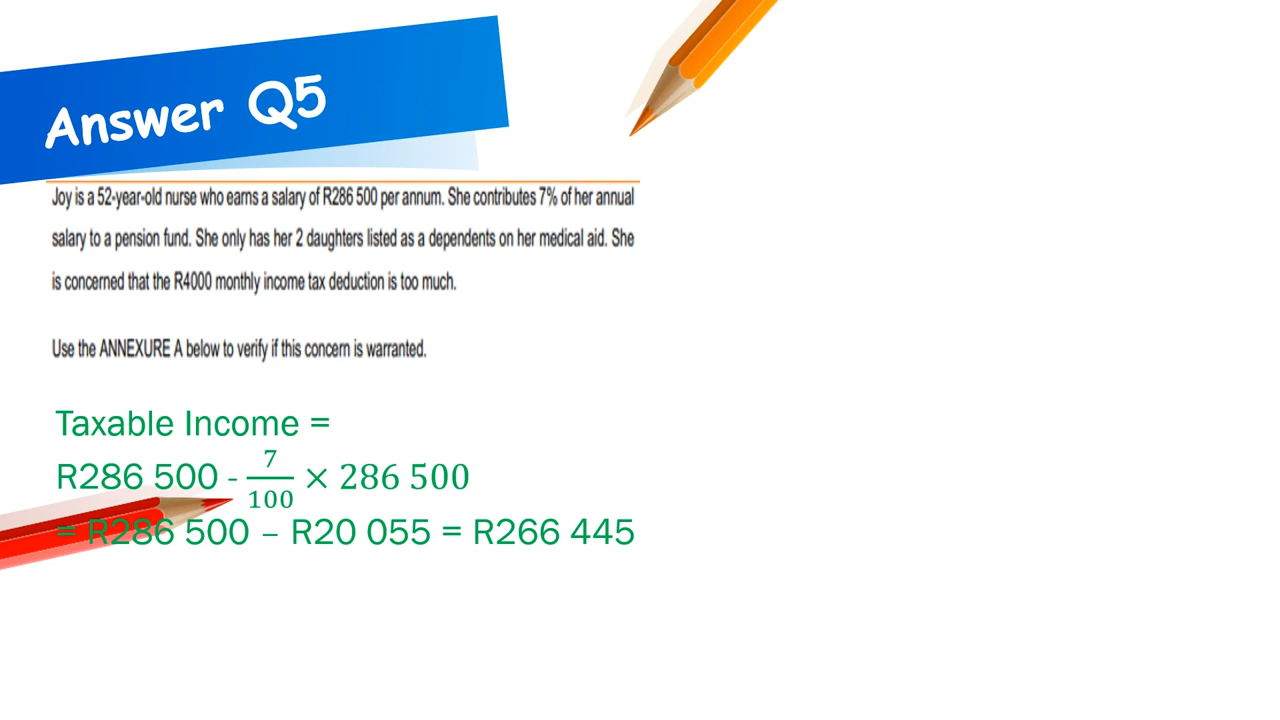 Answer Q5
Joy is a 52-year-old nurse who earns a salary of R286 500 per annum. She contributes 7% of her annual
salary to a pension fund. She only has her 2 daughters listed as a dependents on her medical aid. She
is concerned that the R4000 monthly income tax deduction is too much.
Use the ANNEXURE A below to verify if this concern is warranted.
Taxable Income =
R286 500 - 7/100 × 286 500
= R286 500 – R20 055 = R266 445